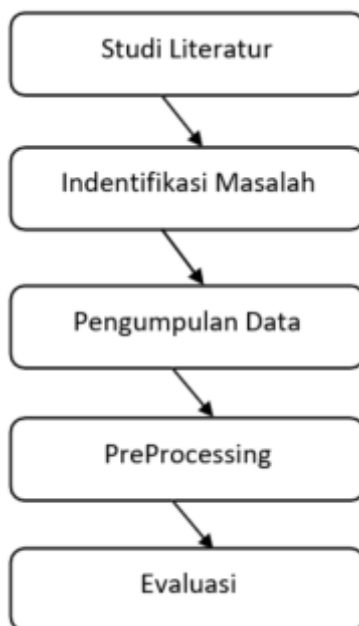 Studi Literatur
Indentifikasi Masalah
Pengumpulan Data
PreProcessing
Evaluasi